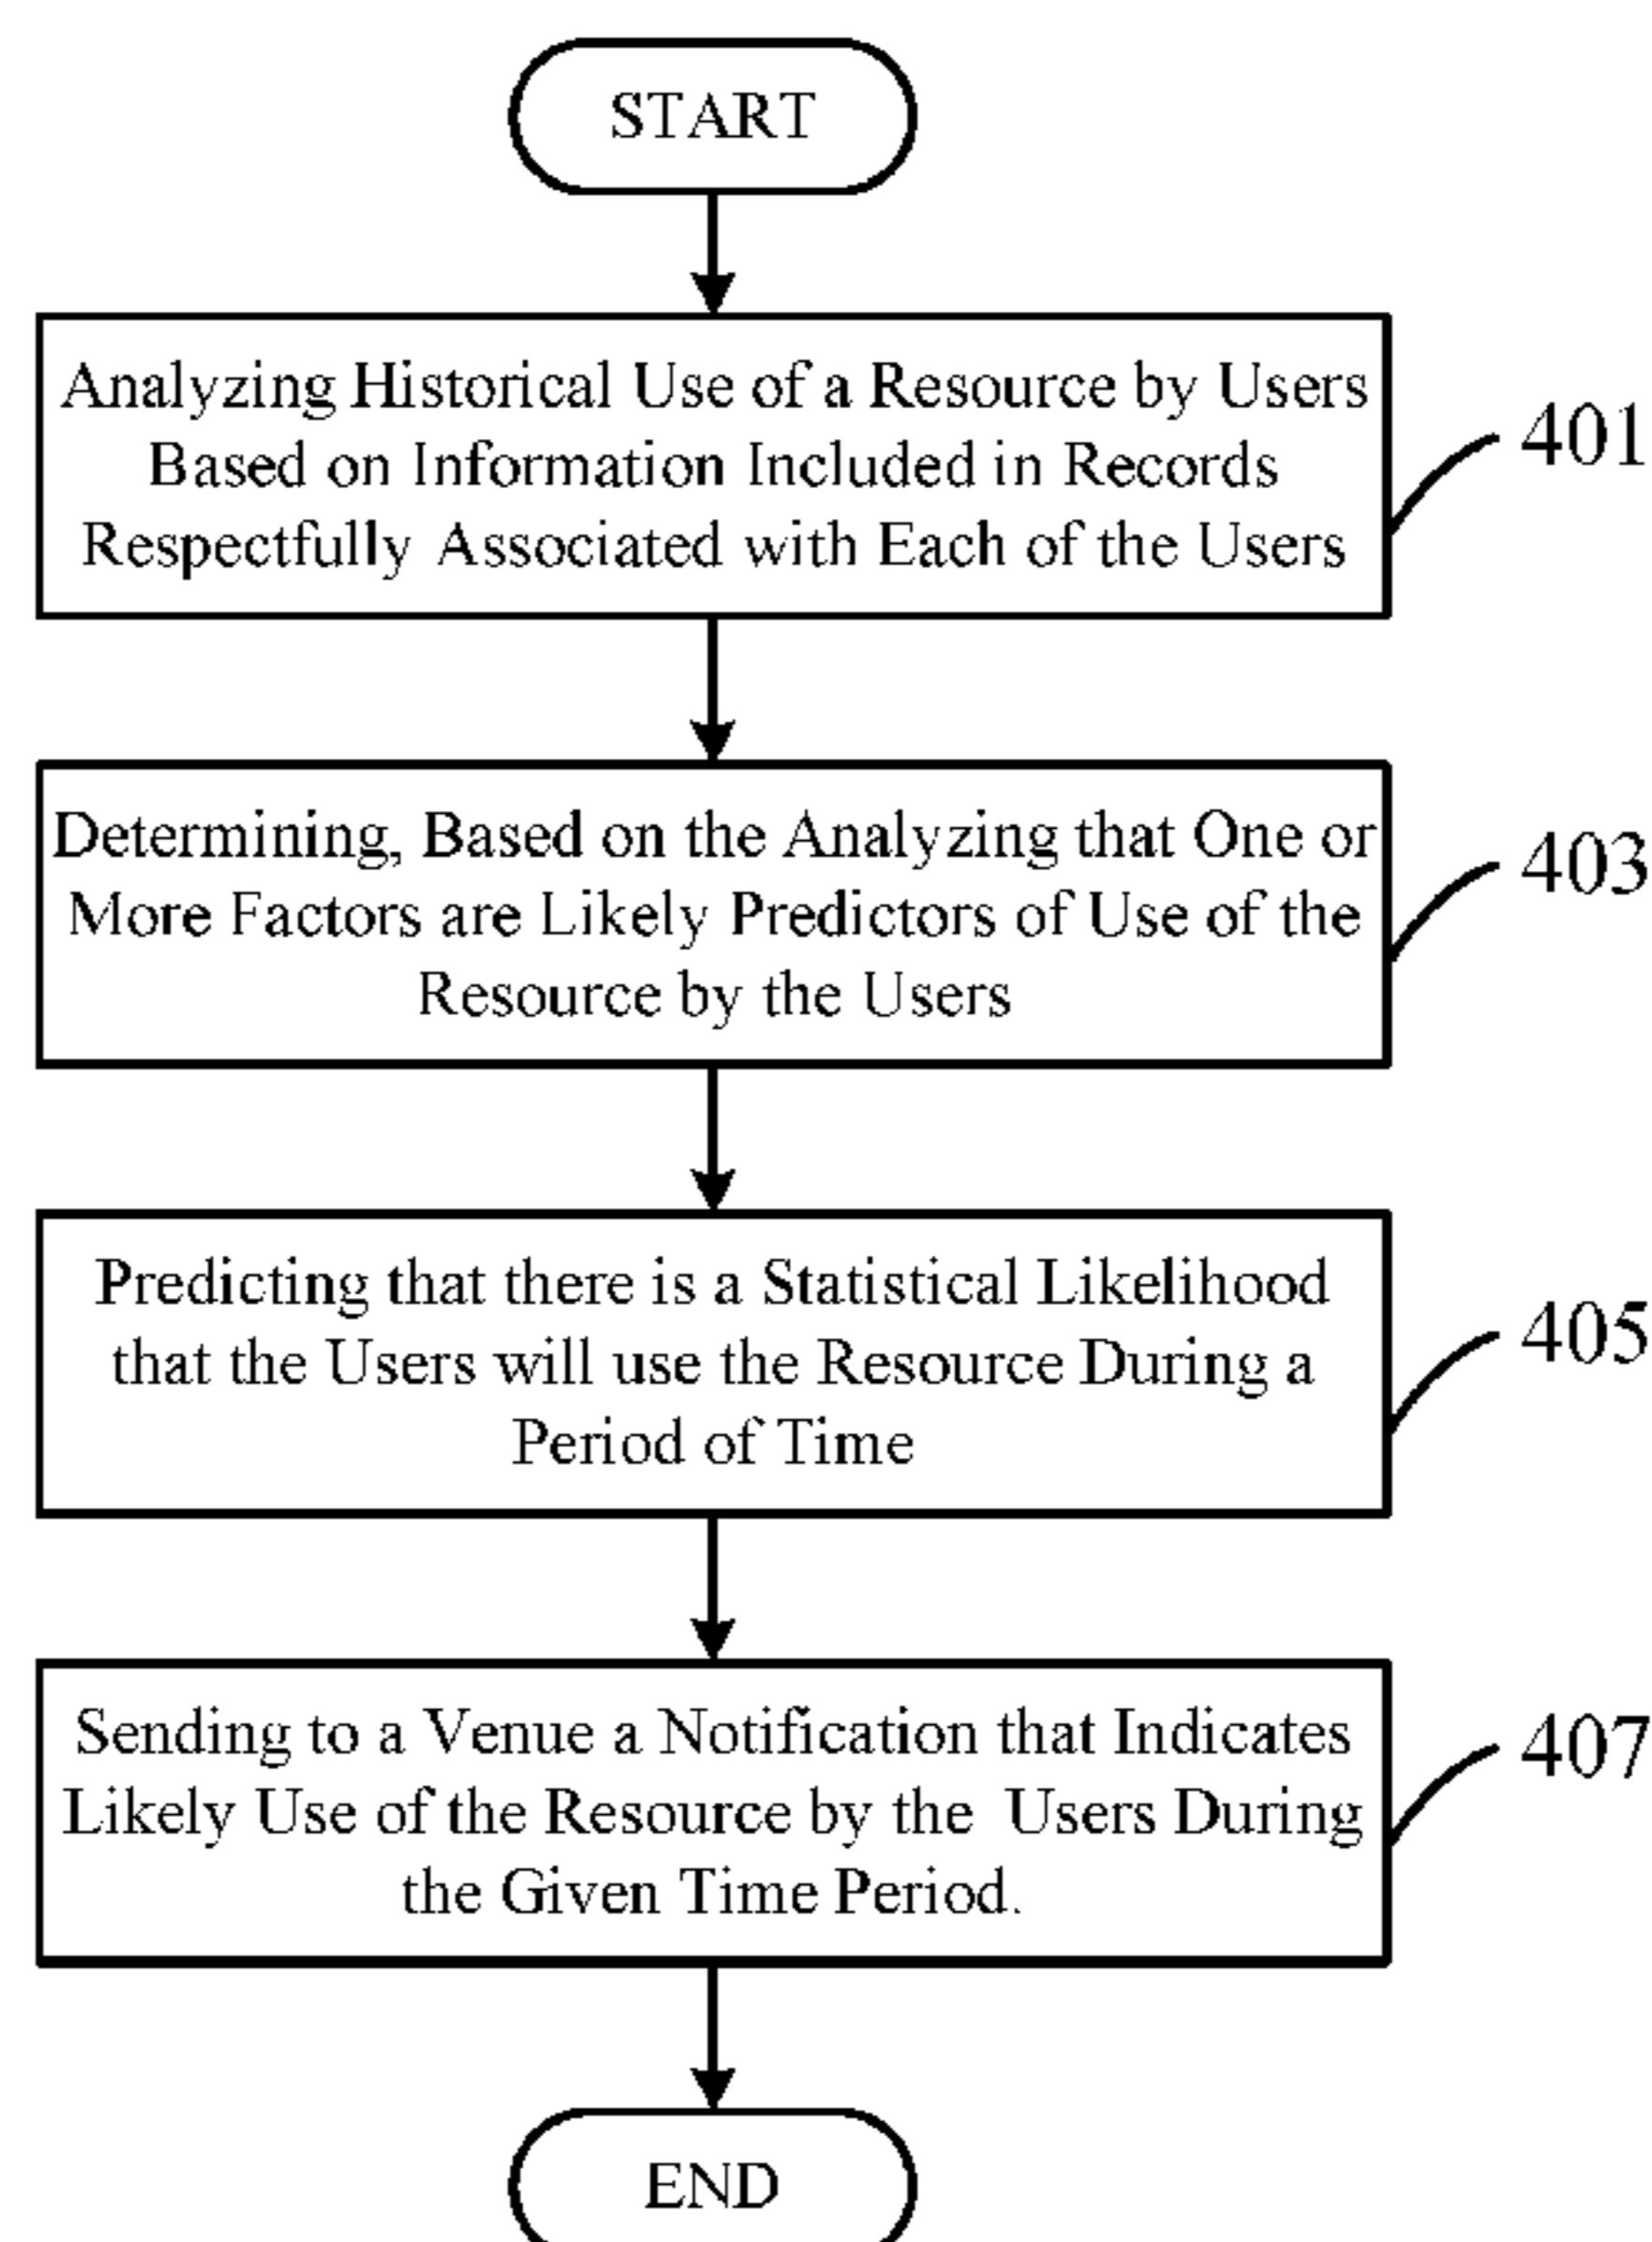 START
Analyzing Historical Use of a Resource by Users
Based on Information Included in Records
Respectfully Associated with Each of the Users
401
Determining, Based on the Analyzing that One or
More Factors are Likely Predictors of Use of the
Resource by the Users
403
Predicting that there is a Statistical Likelihood
that the Users will use the Resource During a
Period of Time
405
Sending to a Venue a Notification that Indicates
Likely Use of the Resource by the Users During
the Given Time Period.
407
END